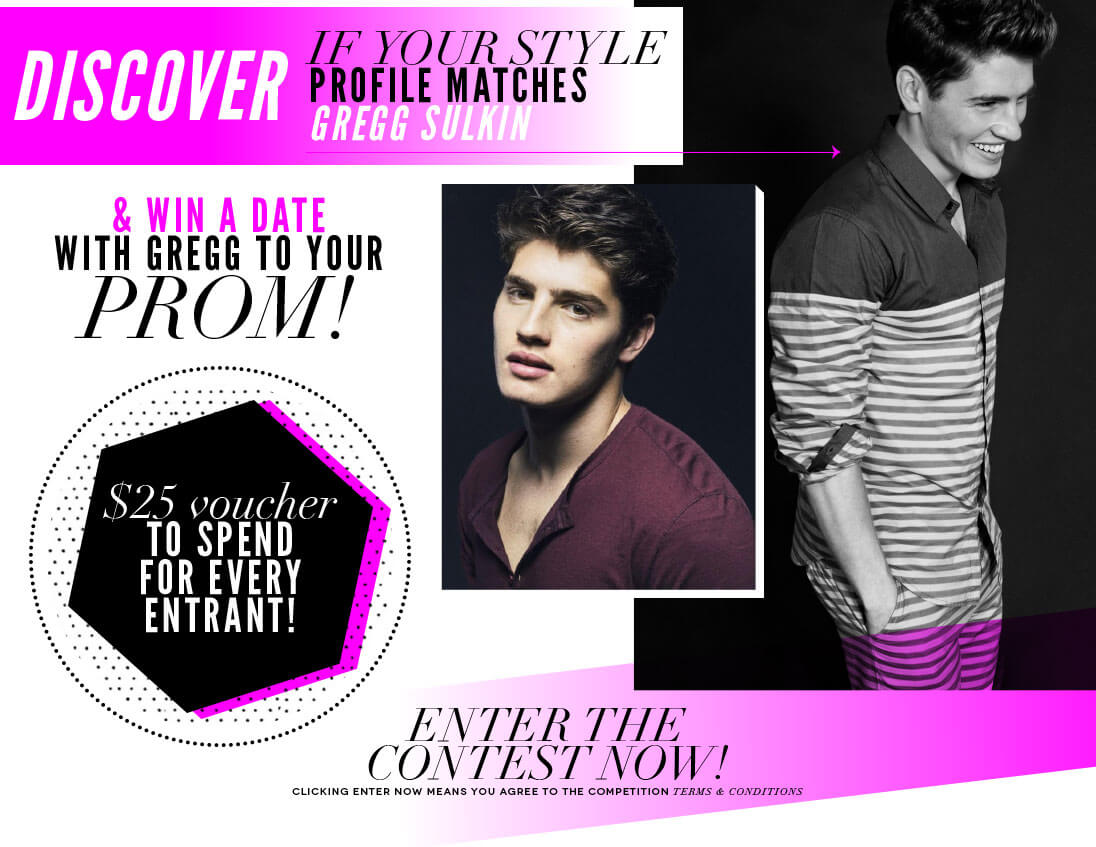 DISCOVER
IF YOUR STYLE
PROFILE MATCHES
GREGG SULKIN
& WIN A DATE
WITH GREGG TO YOUR
PROM!
$25 voucher
TO SPEND
FOR EVERY
ENTRANT!
ENTER THE
CONTEST NOW!
CLICKING ENTER NOW MEANS YOU AGREE TO THE COMPETITION TERMS & CONDITIONS